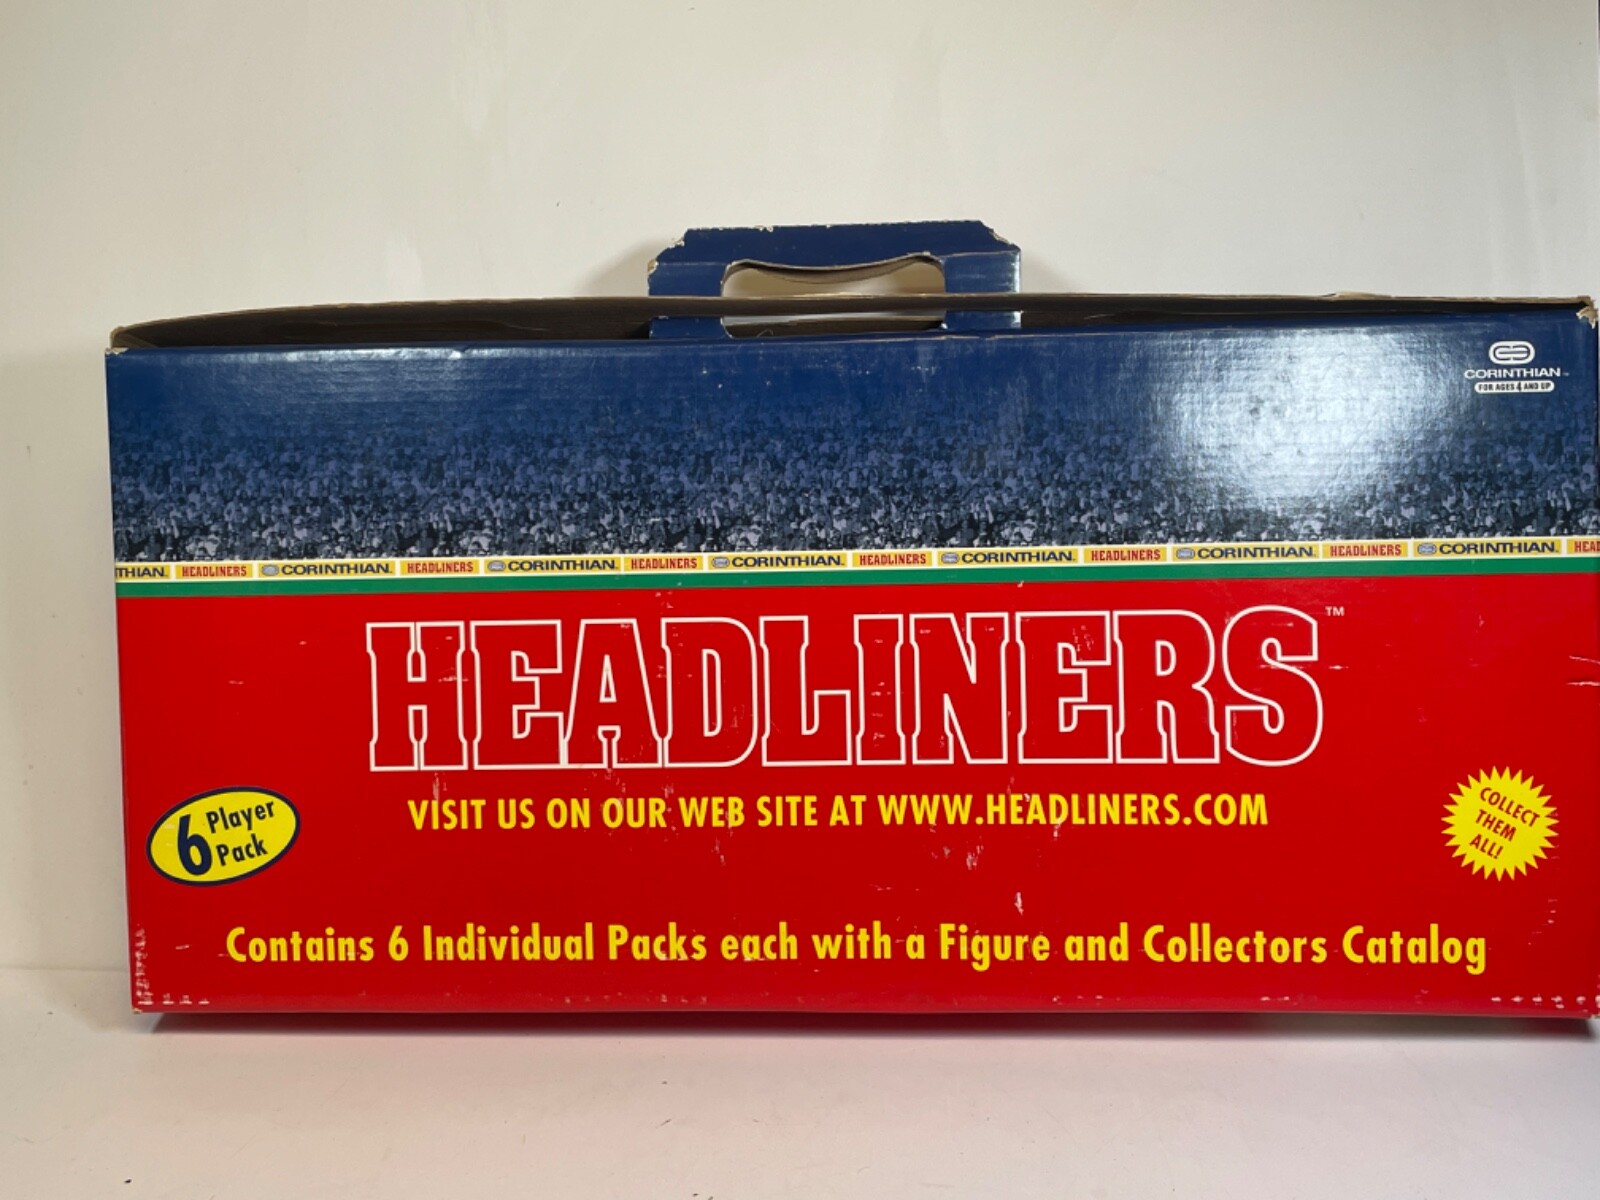 CORINTHIAN™
FOR AGES 4 AND UP
THIAN. HEADLINERS CORINTHIAN. HEADLINERS CORINTHIAN. HEADLINERS CORINTHIAN. HEADLINERS CORINTHIAN. HEADLINERS CORINTHIAN. HEADLINERS CORINTHIAN. HEAD
HEADLINERS™
VISIT US ON OUR WEB SITE AT WWW.HEADLINERS.COM
6 Player
Pack
COLLECT
THEM
ALL!
Contains 6 Individual Packs each with a Figure and Collectors Catalog